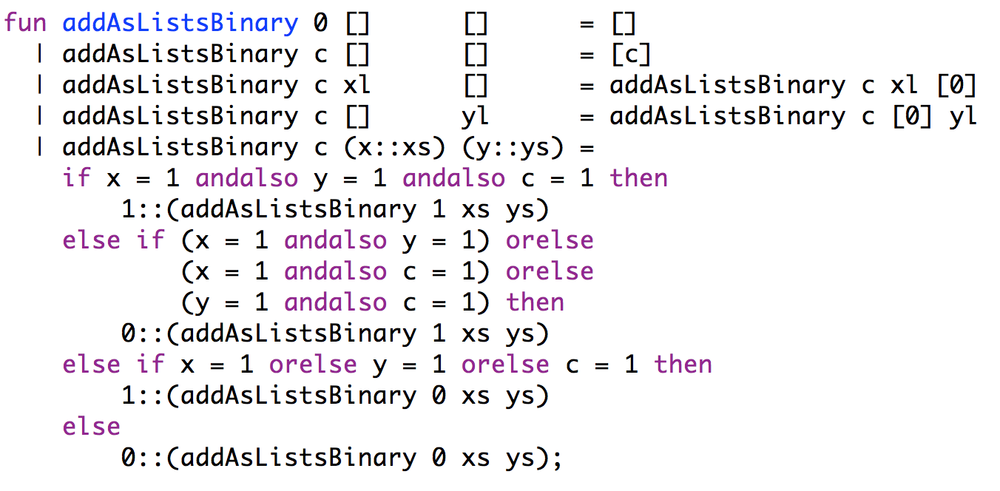 fun addAsListsBinary 0 []      []      = []
  | addAsListsBinary c []      []      = [c]
  | addAsListsBinary c xl      []      = addAsListsBinary c xl [0]
  | addAsListsBinary c []      yl      = addAsListsBinary c [0] yl
  | addAsListsBinary c (x::xs) (y::ys) =
    if x = 1 andalso y = 1 andalso c = 1 then
        1::(addAsListsBinary 1 xs ys)
    else if (x = 1 andalso y = 1) orelse
            (x = 1 andalso c = 1) orelse
            (y = 1 andalso c = 1) then
        0::(addAsListsBinary 1 xs ys)
    else if x = 1 orelse y = 1 orelse c = 1 then
        1::(addAsListsBinary 0 xs ys)
    else
        0::(addAsListsBinary 0 xs ys);